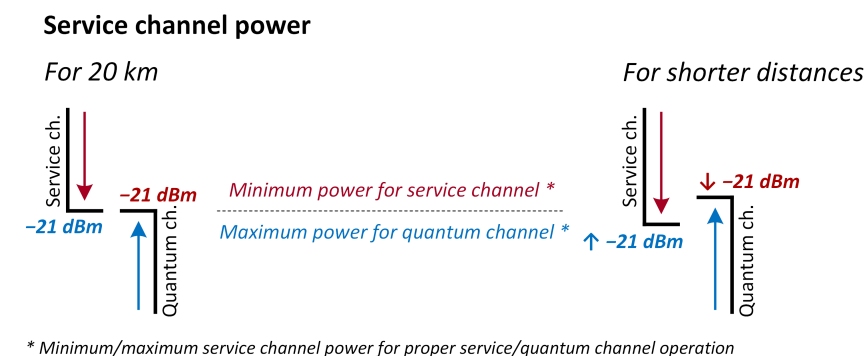 Service channel power
For 20 km
For shorter distances
Service ch.
−21 dBm
−21 dBm
Quantum ch.
Minimum power for service channel *
Maximum power for quantum channel *
Service ch.
↓ −21 dBm
↑ −21 dBm
Quantum ch.
* Minimum/maximum service channel power for proper service/quantum channel operation